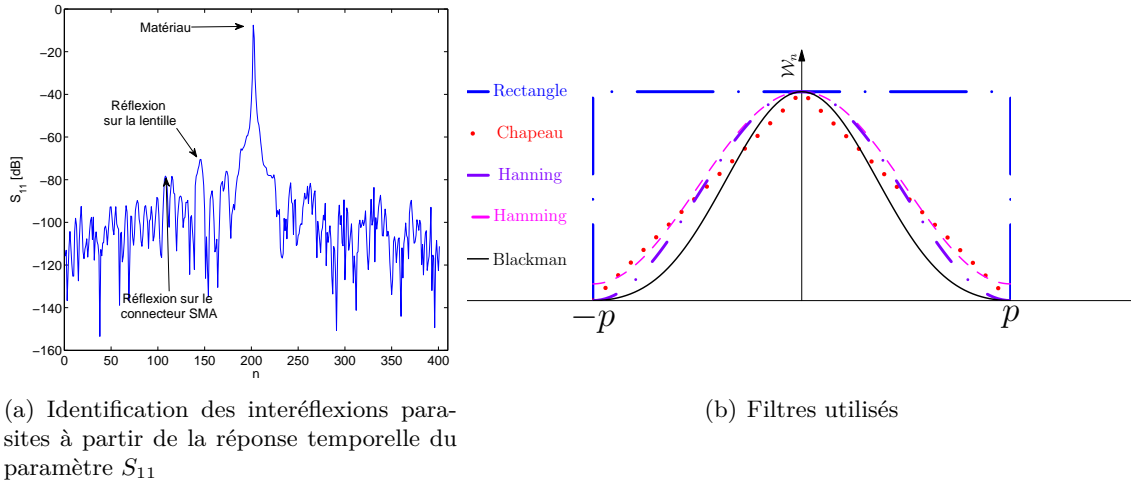 0
−20
−40
−60
−80
−100
−120
−140
−160
S11 [dB]
0 50 100 150 200 250 300 350 400
n
Matériau
Réflexion
sur la lentille
Réflexion sur le
connecteur SMA
(a) Identification des interéflexions para-
sites à partir de la réponse temporelle du
paramètre S11
Wn
Rectangle
Chapeau
Hanning
Hamming
Blackman
−p
p
(b) Filtres utilisés